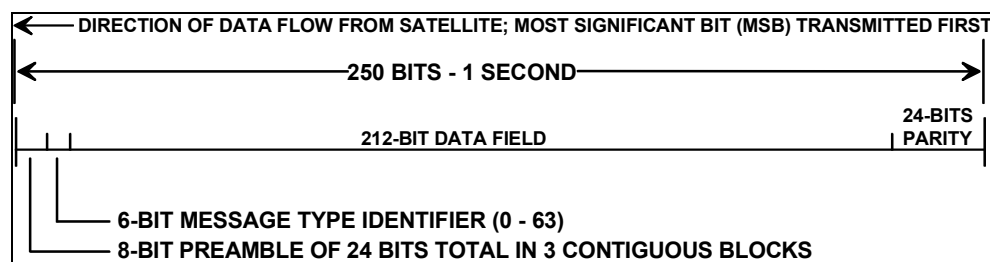 DIRECTION OF DATA FLOW FROM SATELLITE; MOST SIGNIFICANT BIT (MSB) TRANSMITTED FIRST
250 BITS - 1 SECOND
24-BITS
212-BIT DATA FIELD PARITY
6-BIT MESSAGE TYPE IDENTIFIER (0 - 63)
8-BIT PREAMBLE OF 24 BITS TOTAL IN 3 CONTIGUOUS BLOCKS